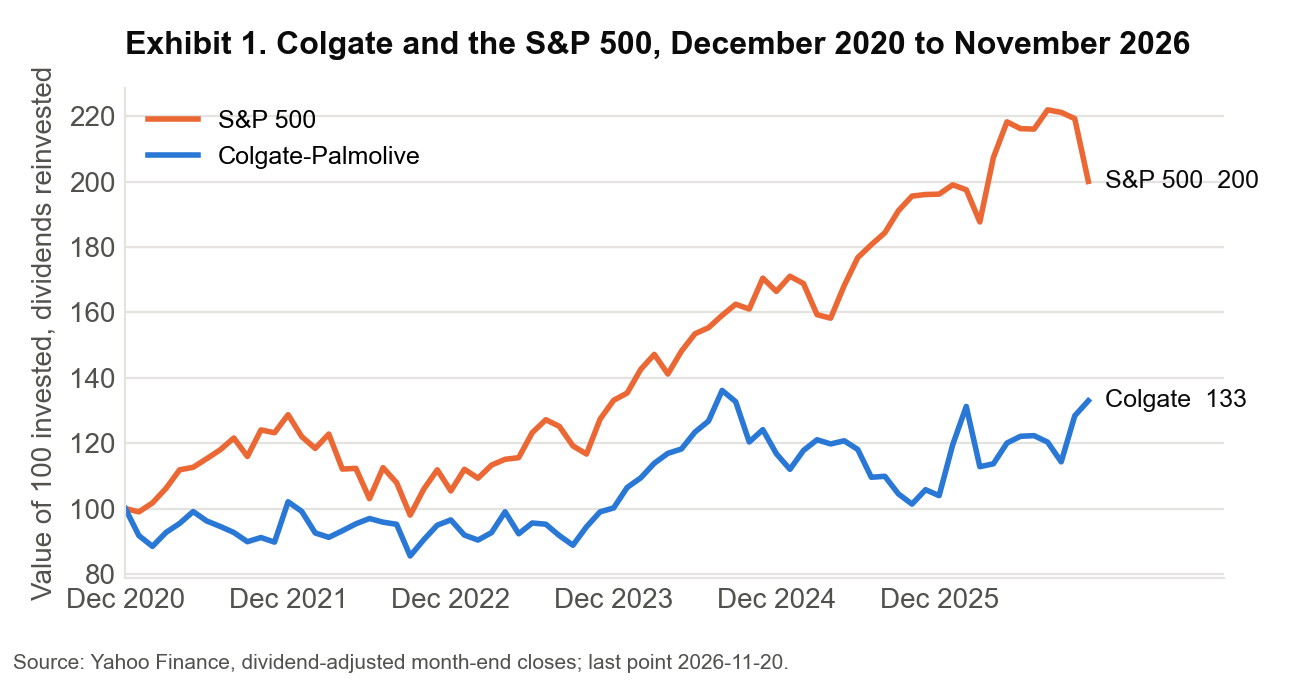 Exhibit 1. Colgate and the S&P 500, December 2020 to November 2026
Value of 100 invested, dividends reinvested
220
200
180
160
140
120
100
80
S&P 500
Colgate-Palmolive
S&P 500 200
Colgate 133
Dec 2020 Dec 2021 Dec 2022 Dec 2023 Dec 2024 Dec 2025
Source: Yahoo Finance, dividend-adjusted month-end closes; last point 2026-11-20.